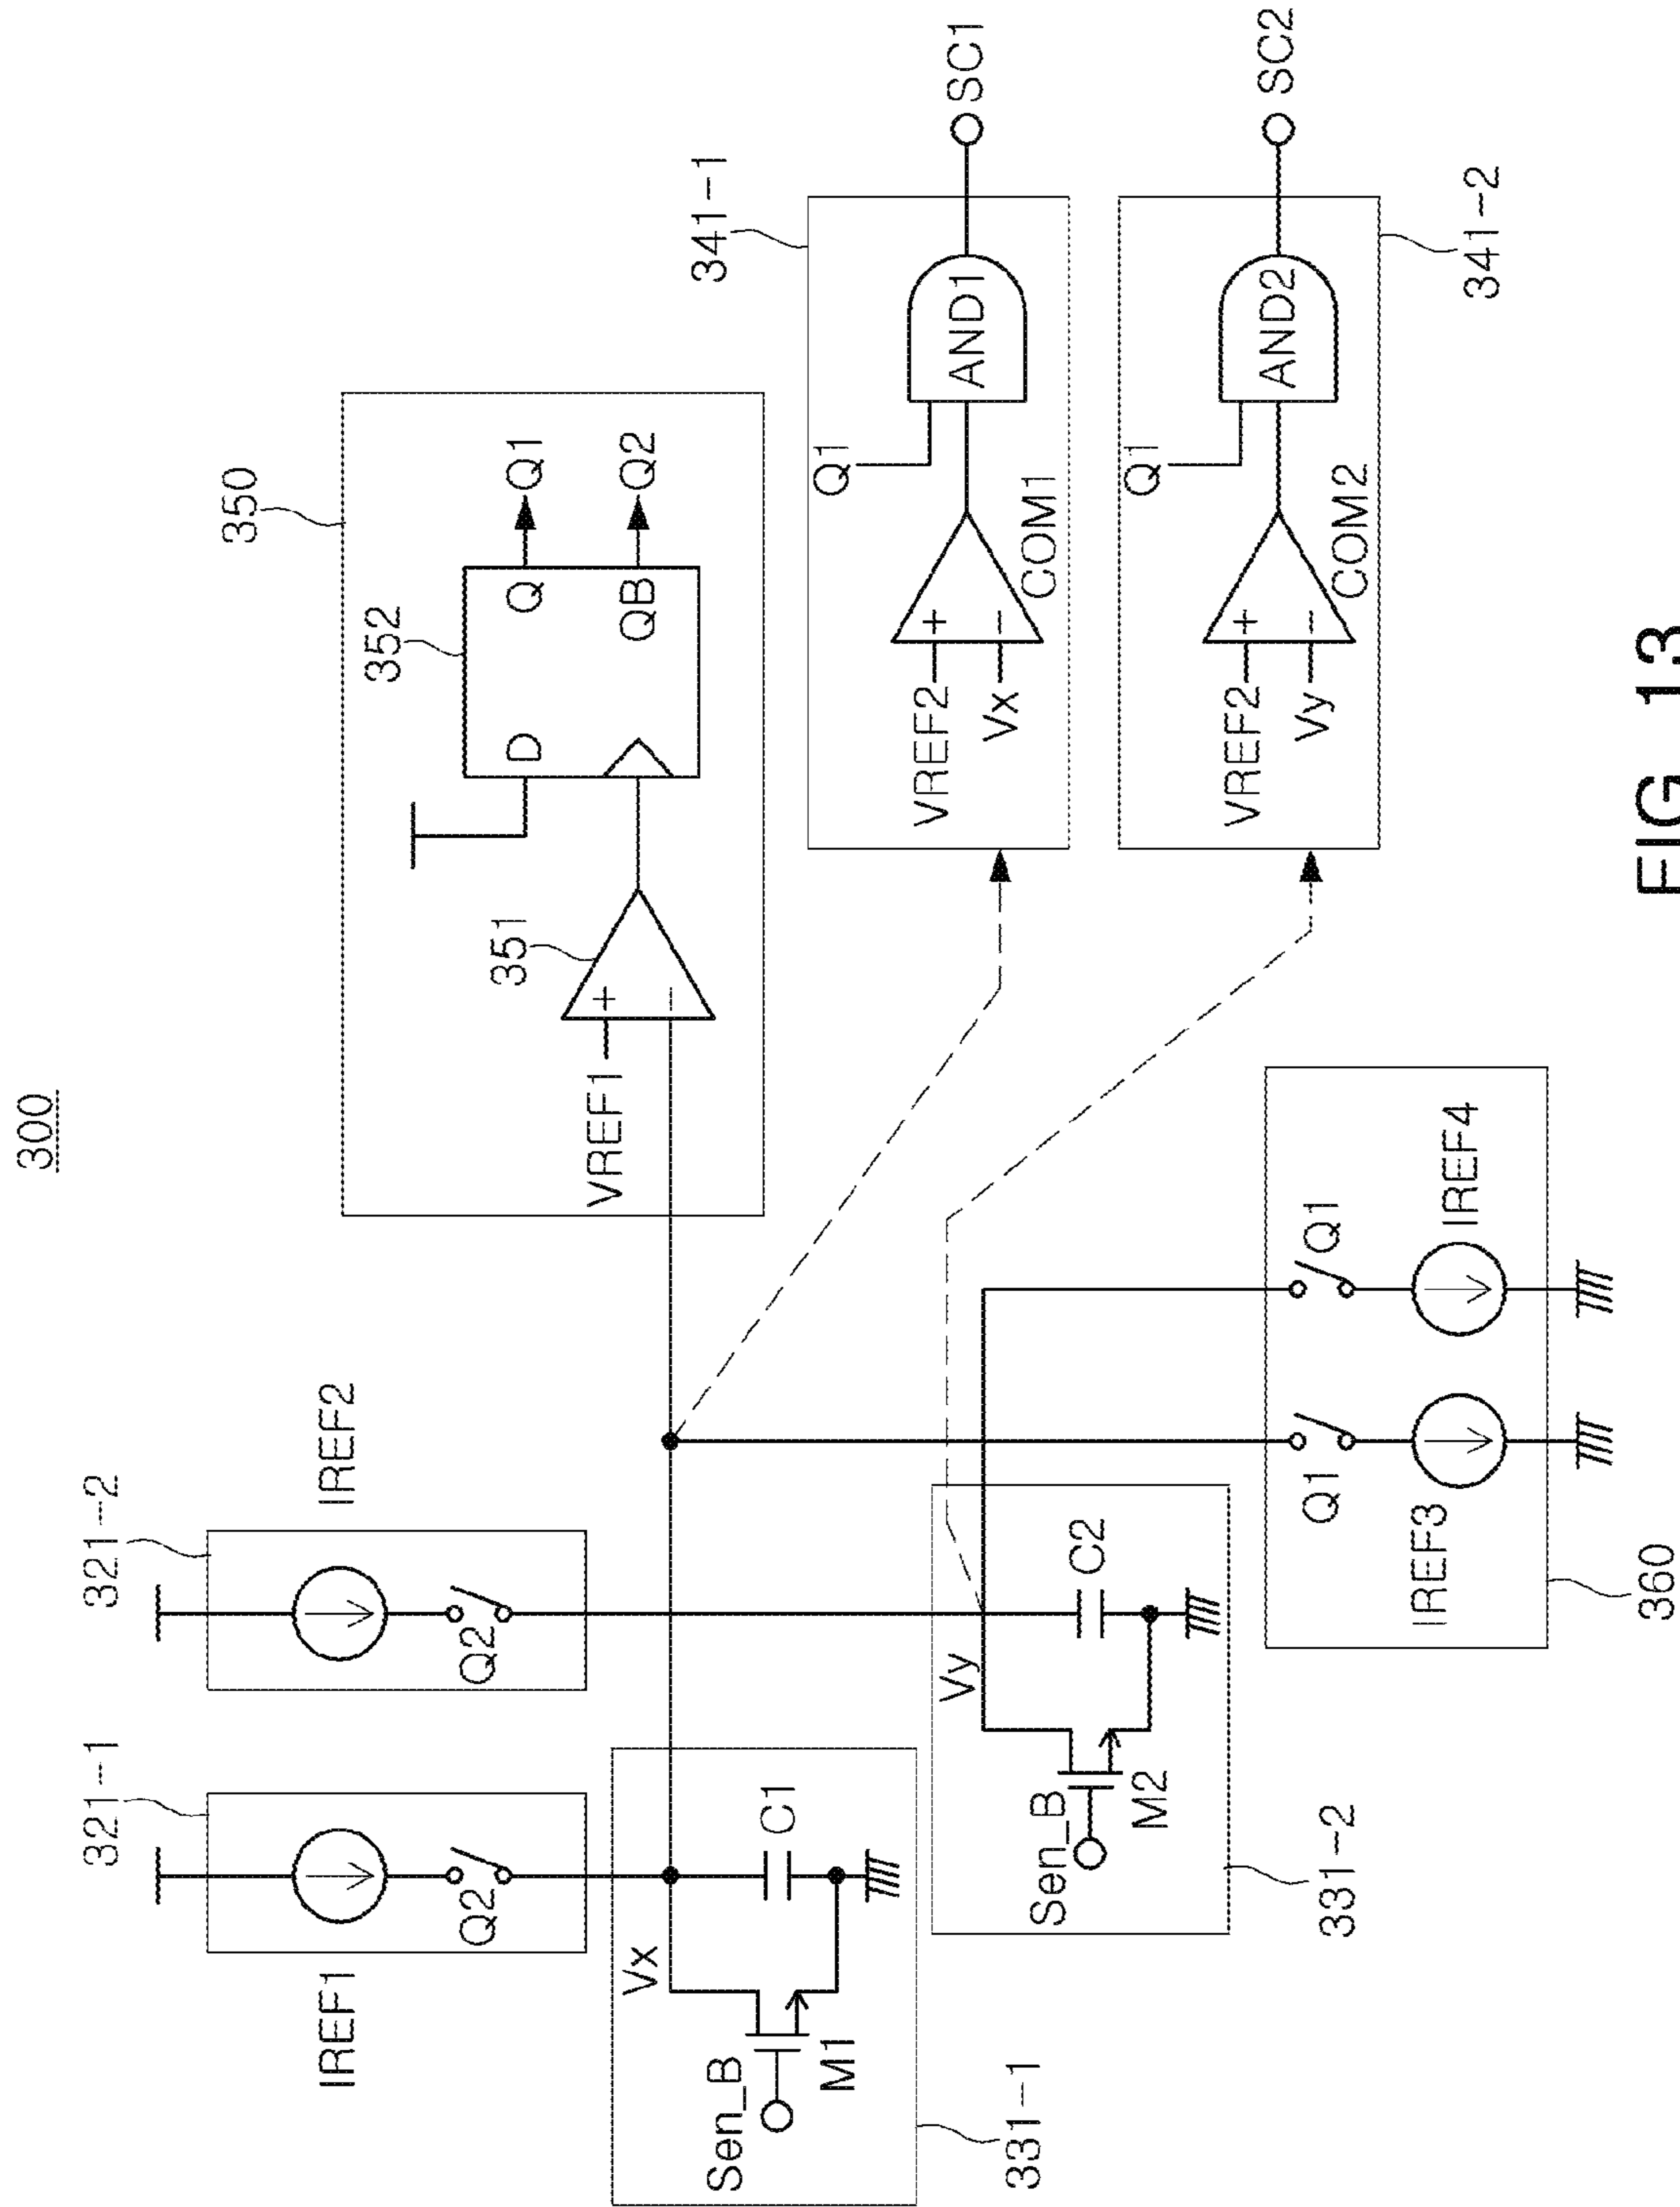 300
350
352
D
Q
Q1
QB
Q2
351
+
−
VREF1
321-1
321-2
IREF1
IREF2
Q2
Q2
341-1
Q1
AND1
SC1
VREF2
+
Vx
−
COM1
Vx
C1
Sen_B
M1
331-1
Vy
C2
Sen_B
M2
331-2
341-2
Q1
AND2
SC2
VREF2
+
Vy
−
COM2
Q1
Q1
IREF3
IREF4
360
FIG. 13